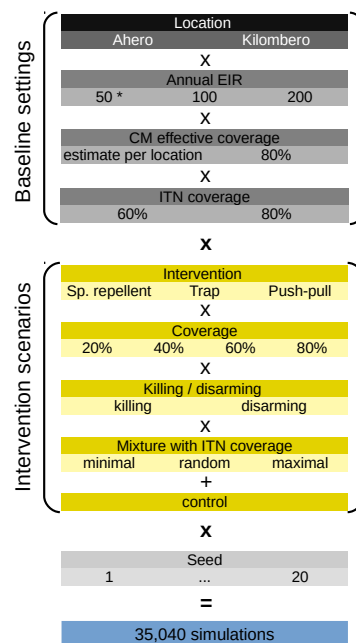 Baseline settings
Location
Ahero Kilombero
x
Annual EIR
50 * 100 200
x
CM effective coverage
estimate per location 80%
x
ITN coverage
60% 80%
x
Intervention scenarios
Intervention
Sp. repellent Trap Push-pull
x
Coverage
20% 40% 60% 80%
x
Killing / disarming
killing disarming
x
Mixture with ITN coverage
minimal random maximal
+
control
x
Seed
1 ... 20
=
35,040 simulations